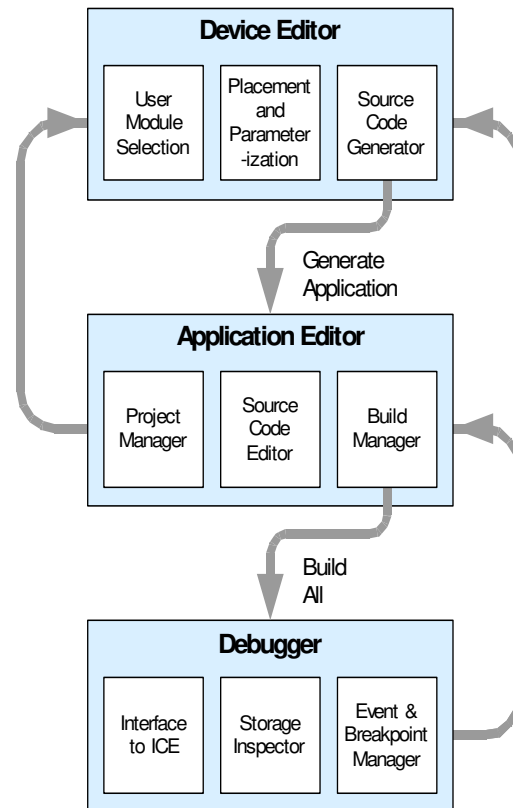 Device Editor
User
Module
Selection
Placement
and
Parameter
-ization
Source
Code
Generator
Generate
Application
Application Editor
Project
Manager
Source
Code
Editor
Build
Manager
Build
All
Debugger
Interface
to ICE
Storage
Inspector
Event &
Breakpoint
Manager